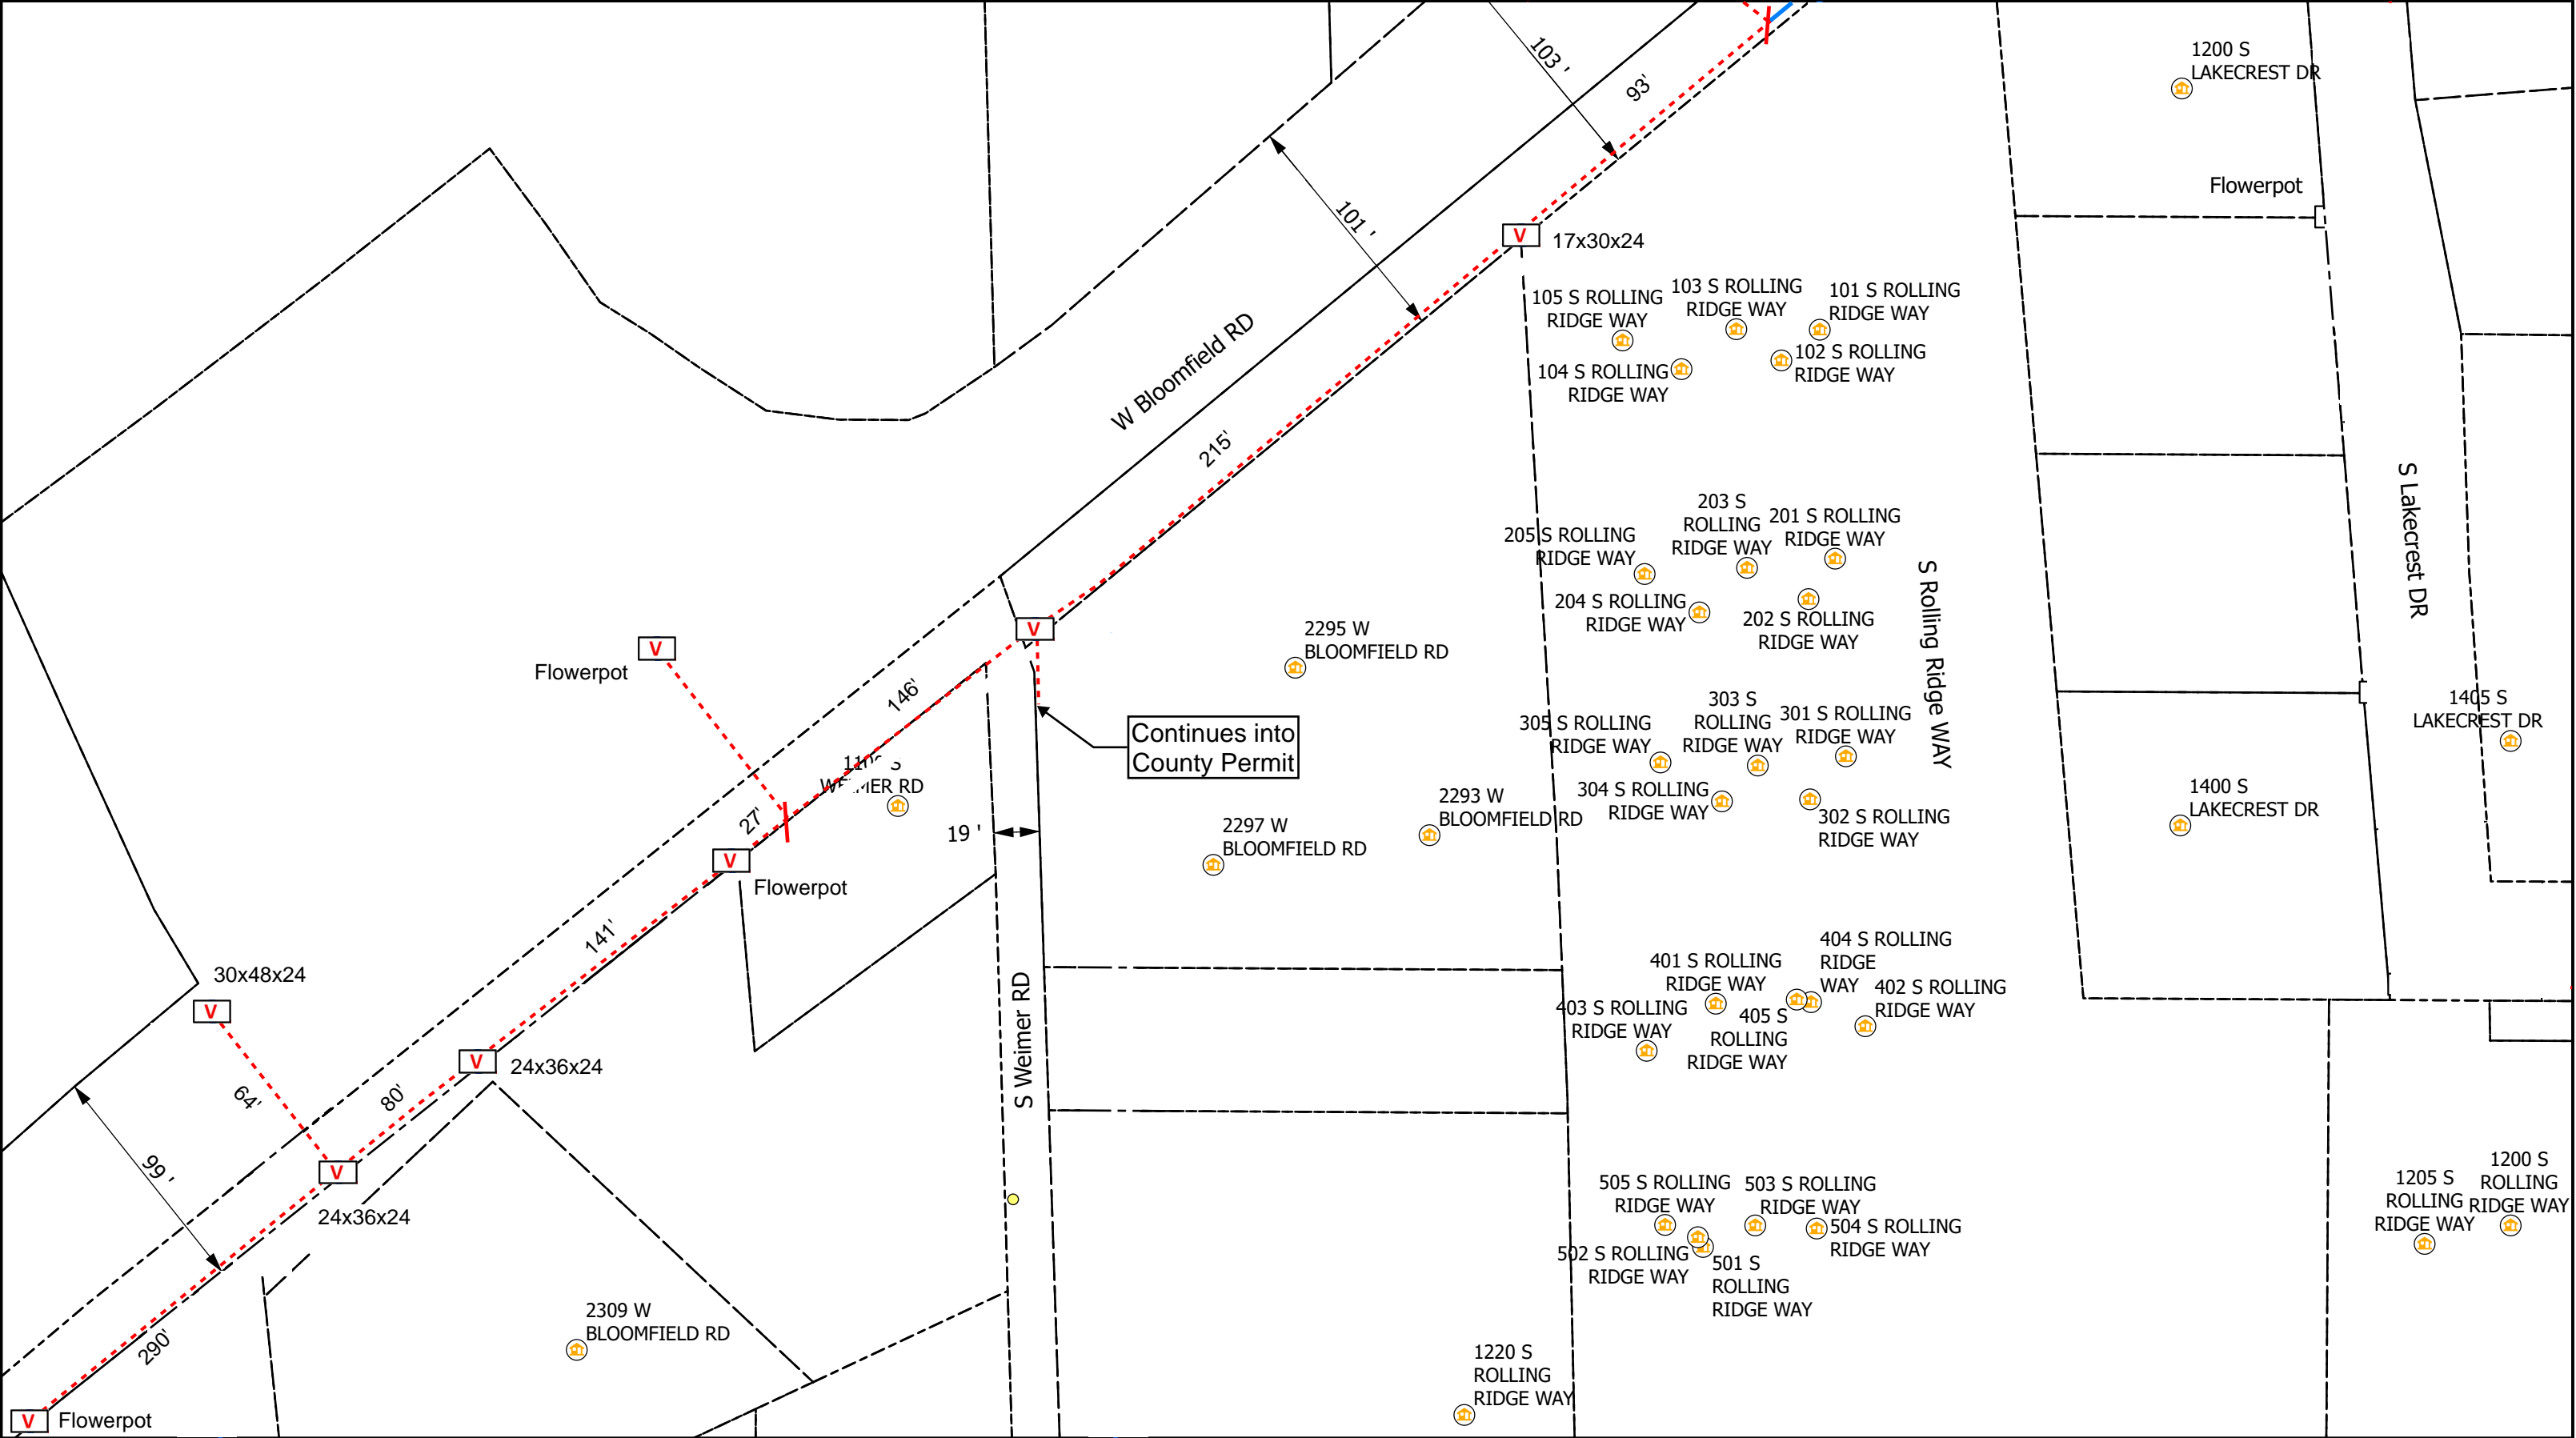 103 '
93'
1200 S
LAKECREST DR
Flowerpot
101 '
V
17x30x24
105 S ROLLING
RIDGE WAY
103 S ROLLING
RIDGE WAY
101 S ROLLING
RIDGE WAY
102 S ROLLING
RIDGE WAY
104 S ROLLING
RIDGE WAY
W Bloomfield RD
215'
S Lakecrest DR
203 S
ROLLING
RIDGE WAY
201 S ROLLING
RIDGE WAY
205 S ROLLING
RIDGE WAY
204 S ROLLING
RIDGE WAY
202 S ROLLING
RIDGE WAY
S Rolling Ridge WAY
V
V
Flowerpot
2295 W
BLOOMFIELD RD
146'
Continues into
County Permit
305 S ROLLING
RIDGE WAY
303 S
ROLLING
RIDGE WAY
301 S ROLLING
RIDGE WAY
1405 S
LAKECREST DR
S
RD
27'
19 '
304 S ROLLING
RIDGE WAY
302 S ROLLING
RIDGE WAY
1400 S
LAKECREST DR
2293 W
BLOOMFIELD RD
2297 W
BLOOMFIELD RD
V
Flowerpot
141'
30x48x24
V
S Weimer RD
401 S ROLLING
RIDGE WAY
404 S ROLLING
RIDGE
WAY
402 S ROLLING
RIDGE WAY
403 S ROLLING
RIDGE WAY
405 S
ROLLING
RIDGE WAY
V
24x36x24
64'
80'
99 '
V
24x36x24
505 S ROLLING
RIDGE WAY
503 S ROLLING
RIDGE WAY
504 S ROLLING
RIDGE WAY
502 S ROLLING
RIDGE WAY
501 S
ROLLING
RIDGE WAY
1205 S
ROLLING
RIDGE WAY
1200 S
ROLLING
RIDGE WAY
2309 W
BLOOMFIELD RD
290'
1220 S
ROLLING
RIDGE WAY
V
Flowerpot